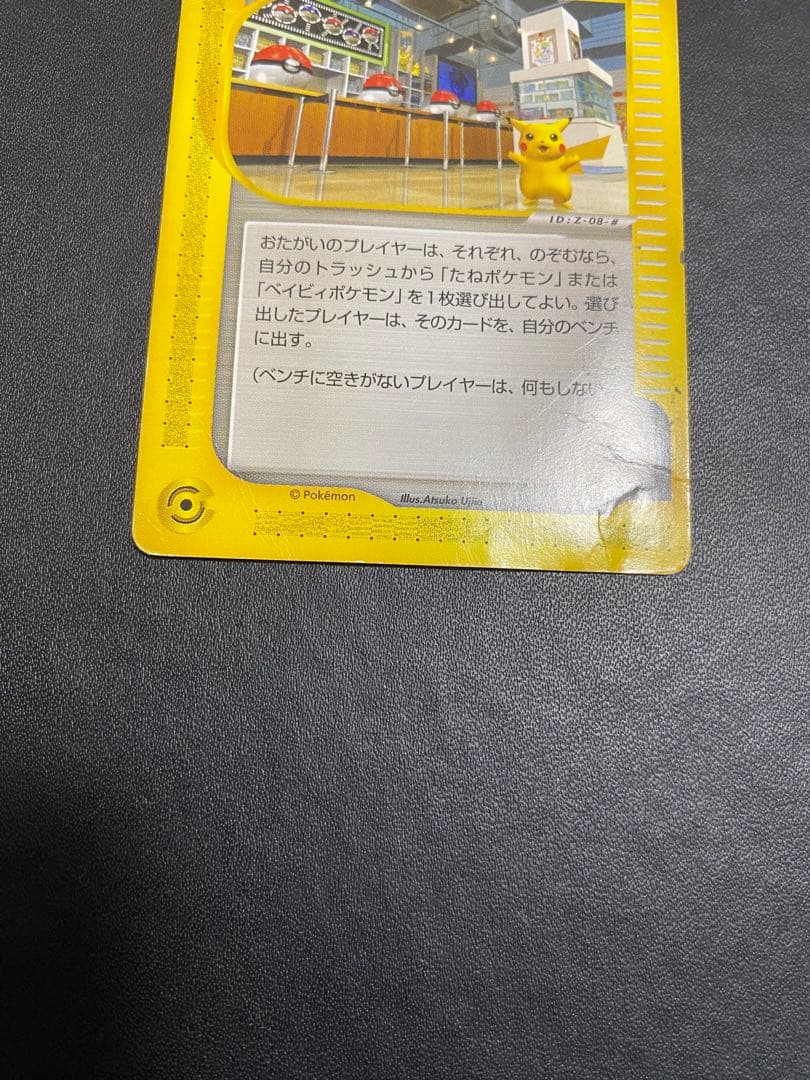 ID:Z-08-#
おたがいのプレイヤーは、それぞれ、のぞむなら、
自分のトラッシュから「たねポケモン」または
「ベイビィポケモン」を1枚選び出してよい。選び
出したプレイヤーは、そのカードを、自分のベンチ
に出す。
(ベンチに空きがないプレイヤーは、何もしない
© Pokémon
Illus.Atsuko Ujiie